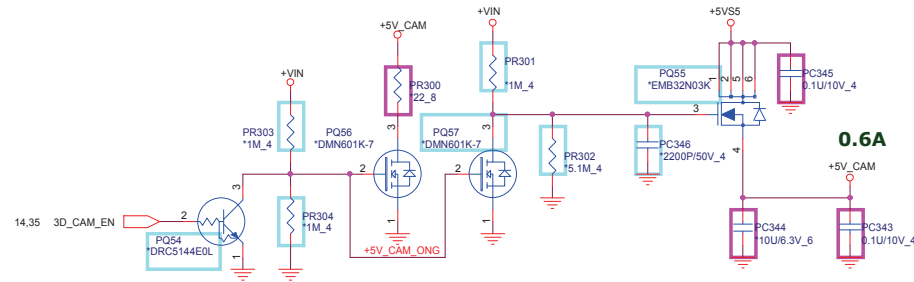 +5VS5
+5V_CAM
+VIN
+VIN
PR301
*1M_4
PR300
*22_8
PR303
*1M_4
PQ56
*DMN601K-7
PQ57
*DMN601K-7
PQ55
*EMB32N03K
1
2
5
6
3
4
PC345
0.1U/10V_4
0.6A
+5V_CAM
3
2
1
3
2
1
PR302
*5.1M_4
PC346
*2200P/50V_4
14,35 3D_CAM_EN
2
3
1
PQ54
*DRC5144E0L
PR304
*1M_4
+5V_CAM_ONG
PC344
*10U/6.3V_6
PC343
0.1U/10V_4